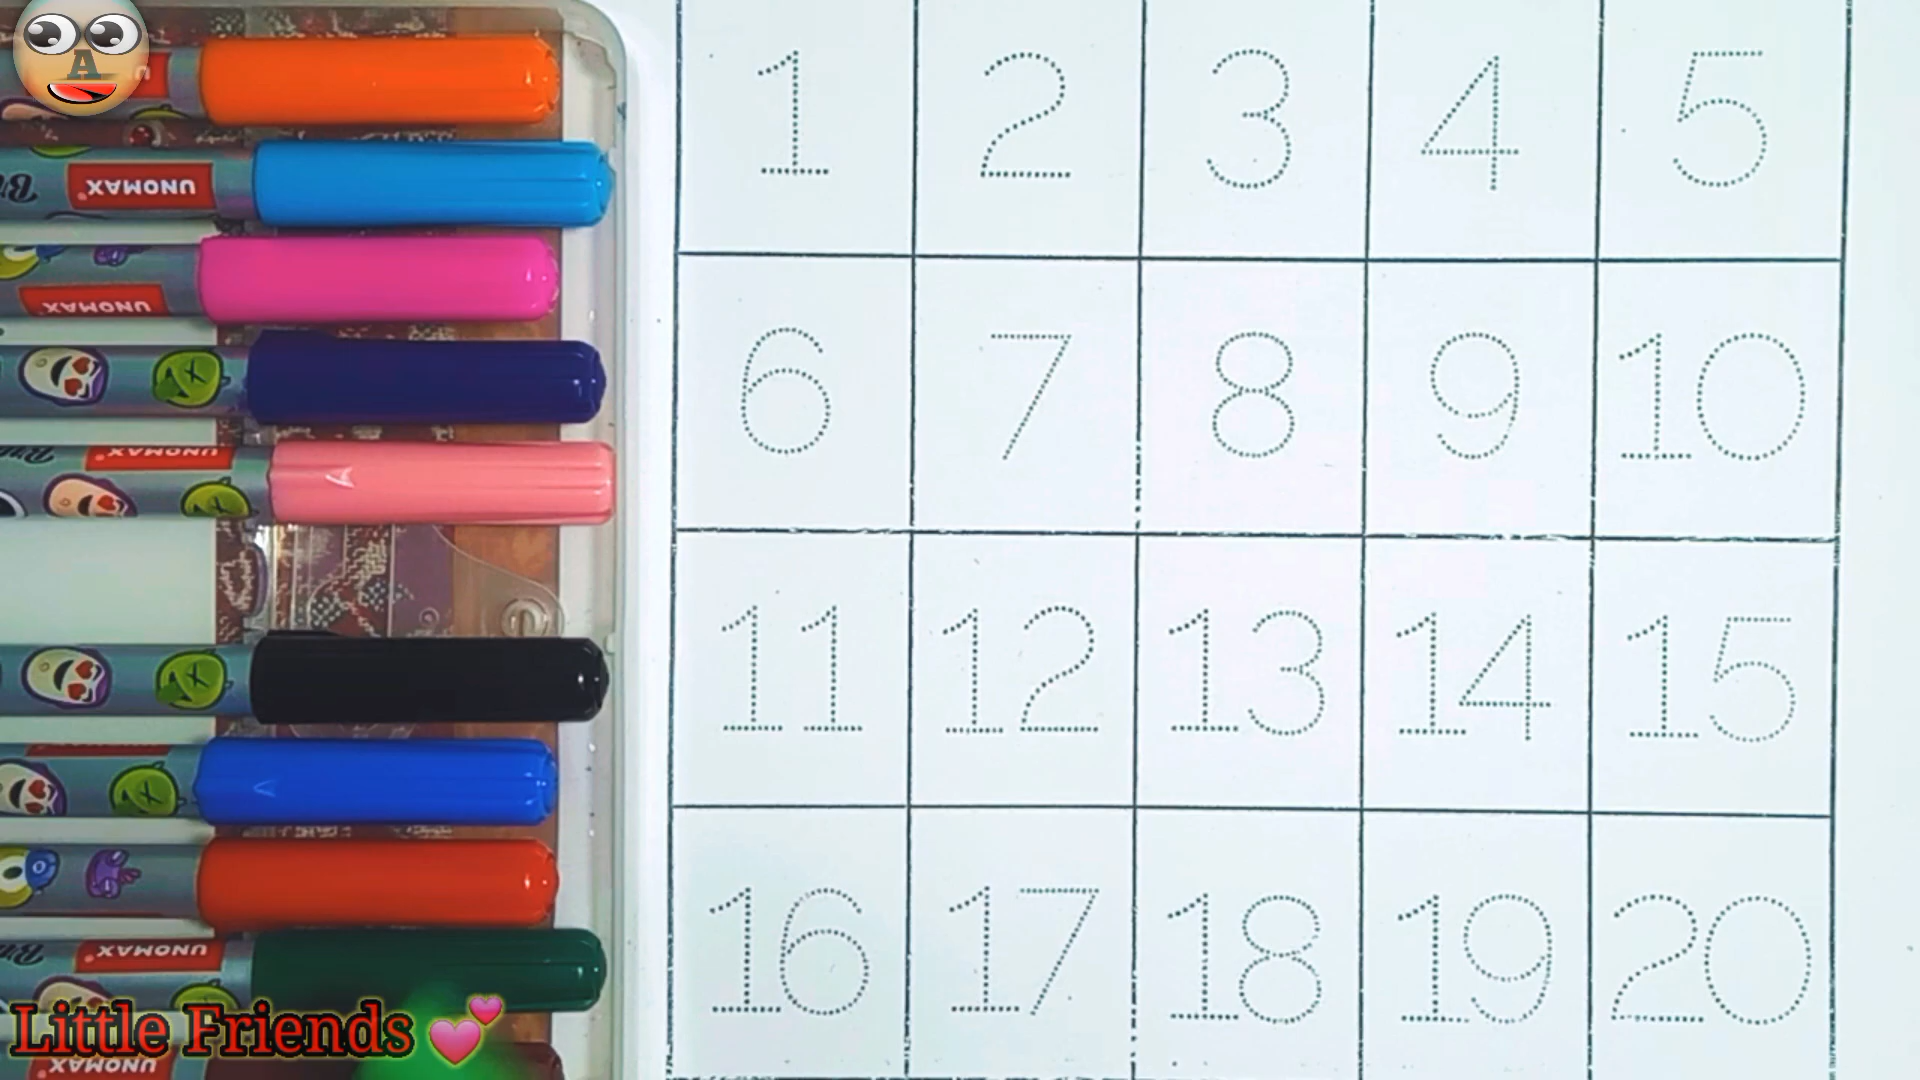 A
UNOMAX
UNOMAX
UNOMAX
UNOMAX
UNOMAX
Little Friends
1 2 3 4 5
6 7 8 9 10
11 12 13 14 15
16 17 18 19 20